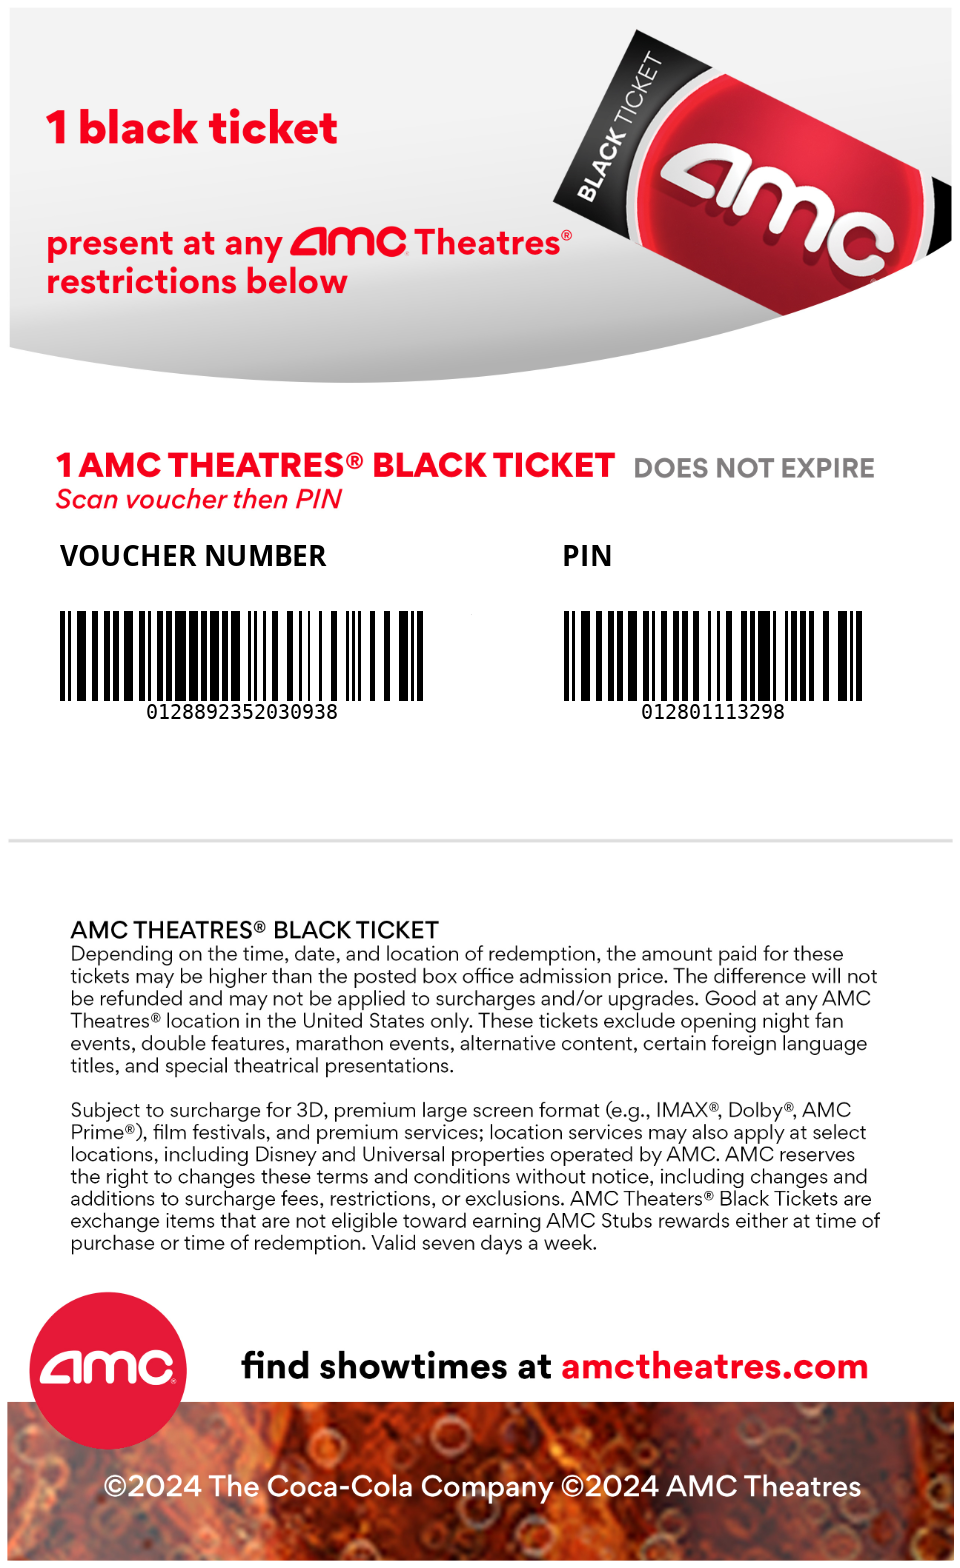 BLACK TICKET
amc
1 black ticket
present at any amc Theatres®
restrictions below
1 AMC THEATRES® BLACK TICKET DOES NOT EXPIRE
Scan voucher then PIN
VOUCHER NUMBER PIN
0128892352030938 012801113298
AMC THEATRES® BLACK TICKET
Depending on the time, date, and location of redemption, the amount paid for these
tickets may be higher than the posted box office admission price. The difference will not
be refunded and may not be applied to surcharges and/or upgrades. Good at any AMC
Theatres® location in the United States only. These tickets exclude opening night fan
events, double features, marathon events, alternative content, certain foreign language
titles, and special theatrical presentations.
Subject to surcharge for 3D, premium large screen format (e.g., IMAX®, Dolby®, AMC
Prime®), film festivals, and premium services; location services may also apply at select
locations, including Disney and Universal properties operated by AMC. AMC reserves
the right to changes these terms and conditions without notice, including changes and
additions to surcharge fees, restrictions, or exclusions. AMC Theaters® Black Tickets are
exchange items that are not eligible toward earning AMC Stubs rewards either at time of
purchase or time of redemption. Valid seven days a week.
amc®
find showtimes at amctheatres.com
©2024 The Coca-Cola Company ©2024 AMC Theatres